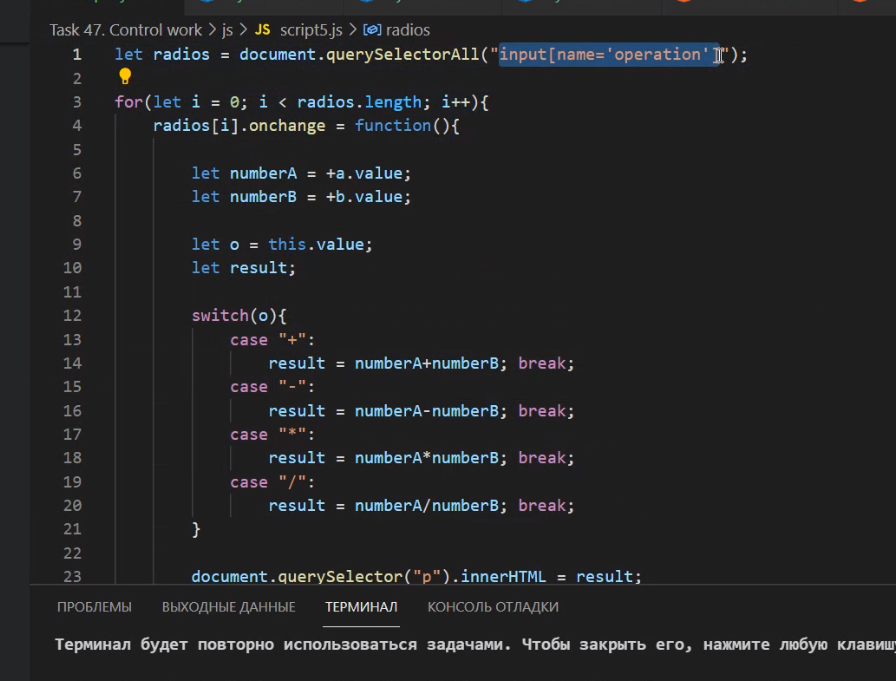 Task 47. Control work > js > JS script5.js > radios
1 let radios = document.querySelectorAll("input[name='operation']");
2
3 for(let i = 0; i < radios.length; i++){
4 radios[i].onchange = function(){
5
6 let numberA = +a.value;
7 let numberB = +b.value;
8
9 let o = this.value;
10 let result;
11
12 switch(o){
13 case "+":
14 result = numberA+numberB; break;
15 case "-":
16 result = numberA-numberB; break;
17 case "*":
18 result = numberA*numberB; break;
19 case "/":
20 result = numberA/numberB; break;
21 }
22
23 document.querySelector("p").innerHTML = result;
ПРОБЛЕМЫ ВЫХОДНЫЕ ДАННЫЕ ТЕРМИНАЛ КОНСОЛЬ ОТЛАДКИ
Терминал будет повторно использоваться задачами. Чтобы закрыть его, нажмите любую клавишу